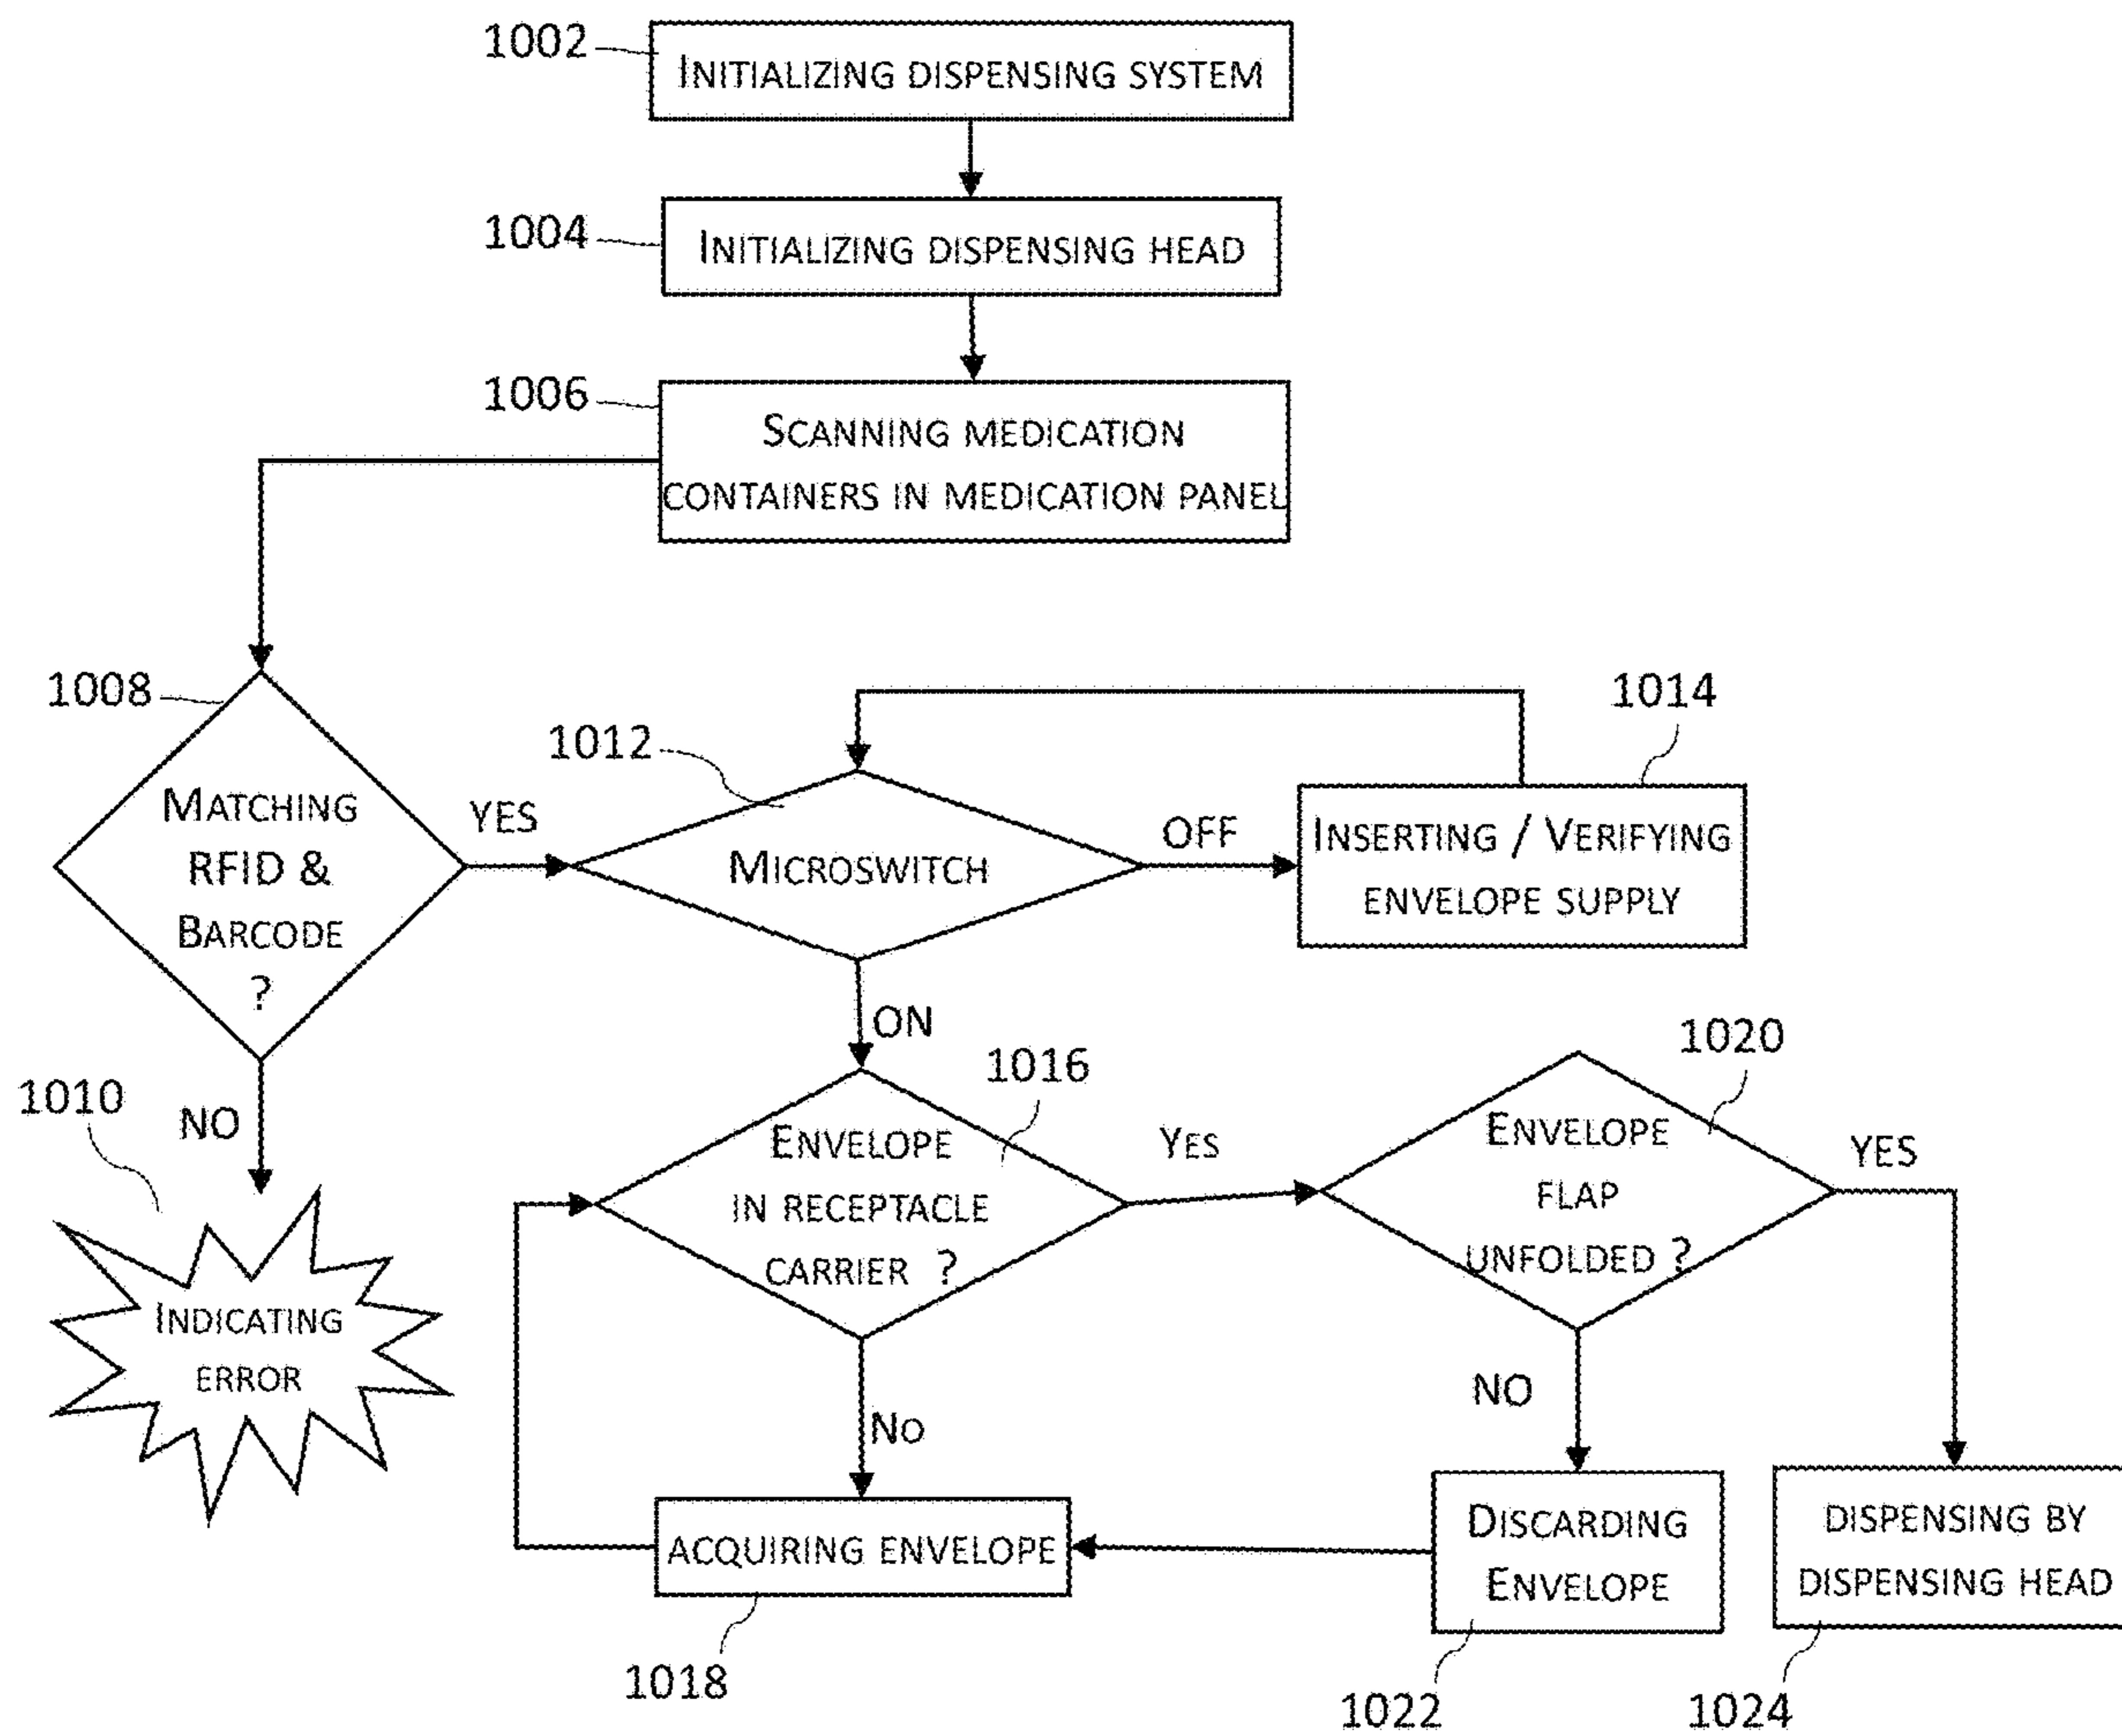 1002
INITIALIZING DISPENSING SYSTEM
1004
INITIALIZING DISPENSING HEAD
1006
SCANNING MEDICATION
CONTAINERS IN MEDICATION PANEL
1008
MATCHING
RFID &
BARCODE
?
YES
NO
1010
INDICATING
ERROR
1012
MICROSWITCH
OFF
ON
1014
INSERTING / VERIFYING
ENVELOPE SUPPLY
1016
ENVELOPE
IN RECEPTACLE
CARRIER ?
YES
NO
1018
ACQUIRING ENVELOPE
1020
ENVELOPE
FLAP
UNFOLDED ?
YES
NO
1022
DISCARDING
ENVELOPE
1024
DISPENSING BY
DISPENSING HEAD